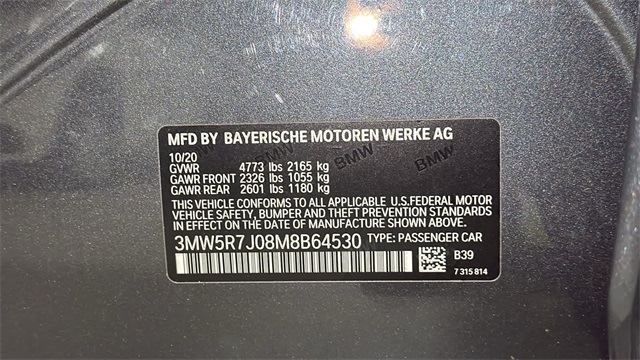 MFD BY BAYERISCHE MOTOREN WERKE AG
10/20
GVWR 4773 lbs 2165 kg
GAWR FRONT 2326 lbs 1055 kg
GAWR REAR 2601 lbs 1180 kg
BMW BMW BMW
THIS VEHICLE CONFORMS TO ALL APPLICABLE U.S.FEDERAL MOTOR
VEHICLE SAFETY, BUMPER, AND THEFT PREVENTION STANDARDS
IN EFFECT ON THE DATE OF MANUFACTURE SHOWN ABOVE.
3MW5R7J08M8B64530 TYPE: PASSENGER CAR
B39
7 315 814